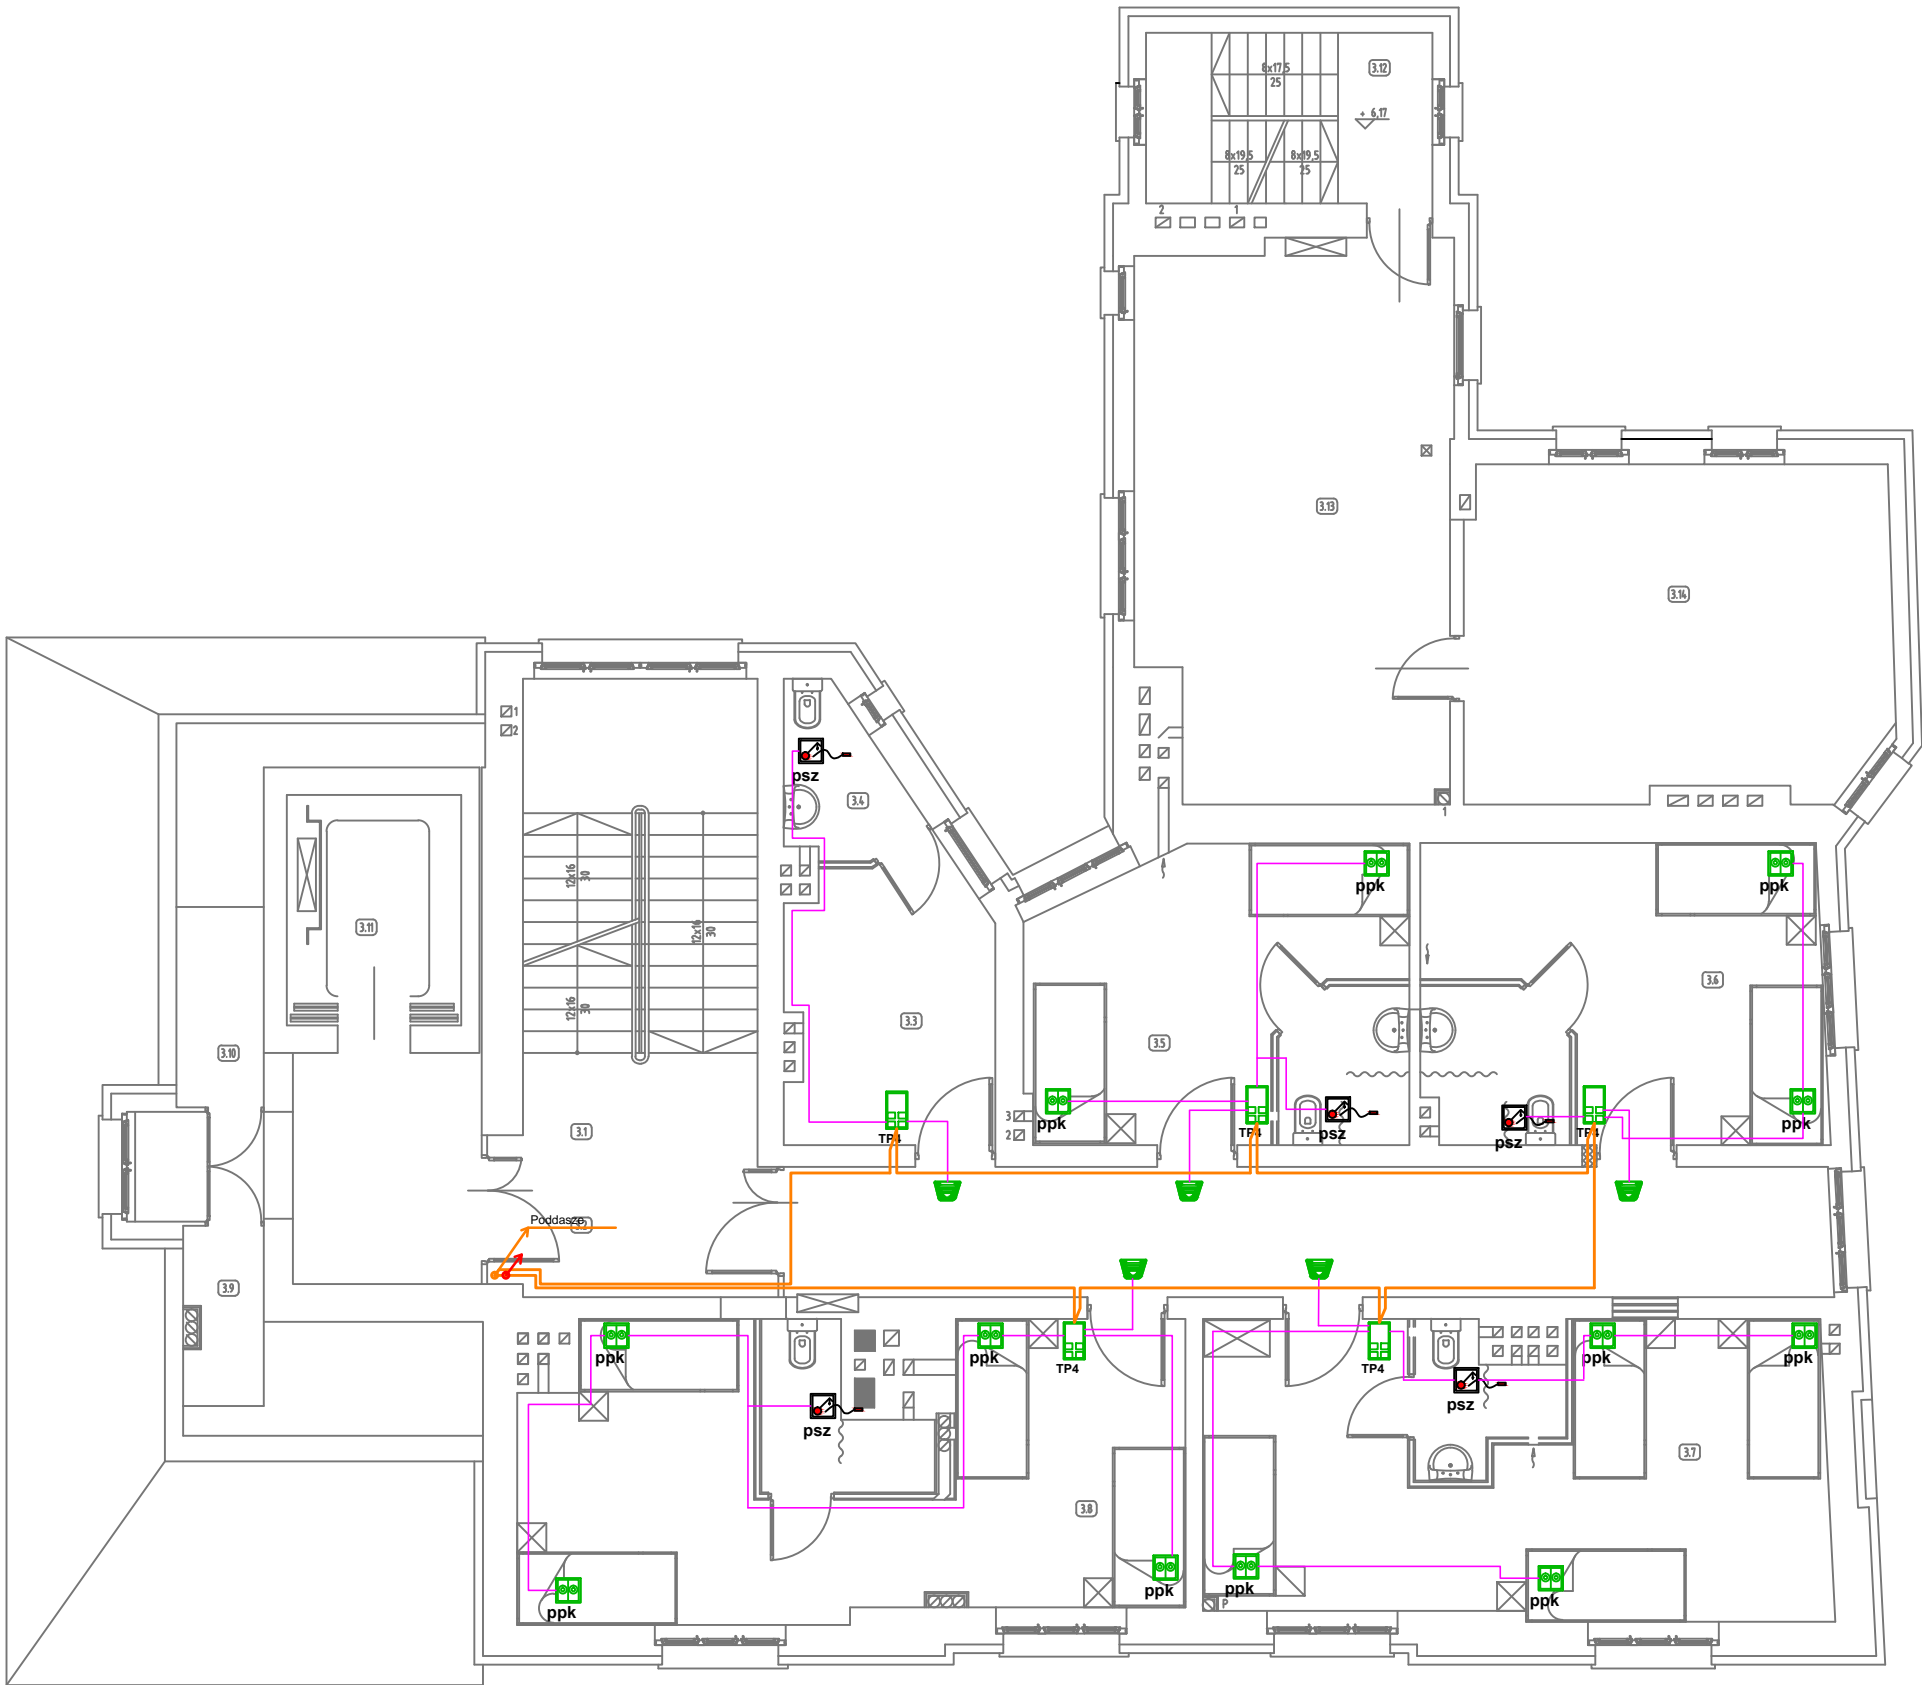 8x17,5
25
3.12
+ 6,17
8x19,5
25
8x19,5
25
2
1
3.13
3.14
1
2
psz
3.4
1
12x16
30
ppk
ppk
3.11
12x16
30
3.6
12x16
30
3.3
3.5
3.10
3
2
ppk
ppk
3.1
TP4
TP4
psz
psz
TP4
Poddasze
3.2
3.9
ppk
ppk
TP4
TP4
ppk
ppk
psz
psz
3.7
3.8
ppk
ppk
ppk
ppk
P